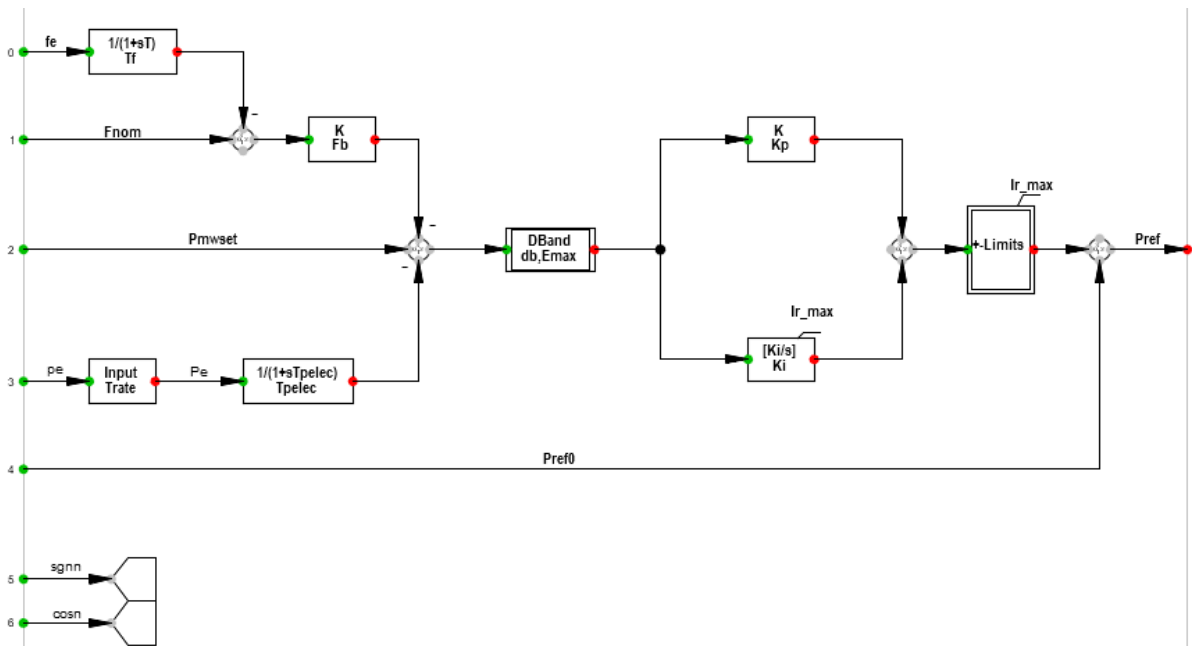 fe
1/(1+sT)
Tf
0
-
Fnom
K
Fb
K
Kp
1
Ir_max
-
Pmwset
DBand
db,Emax
+-Limits
Pref
2
-
Ir_max
pe
Input
Trate
Pe
1/(1+sTpelec)
Tpelec
[Ki/s]
Ki
3
Pref0
4
sgnn
5
cosn
6